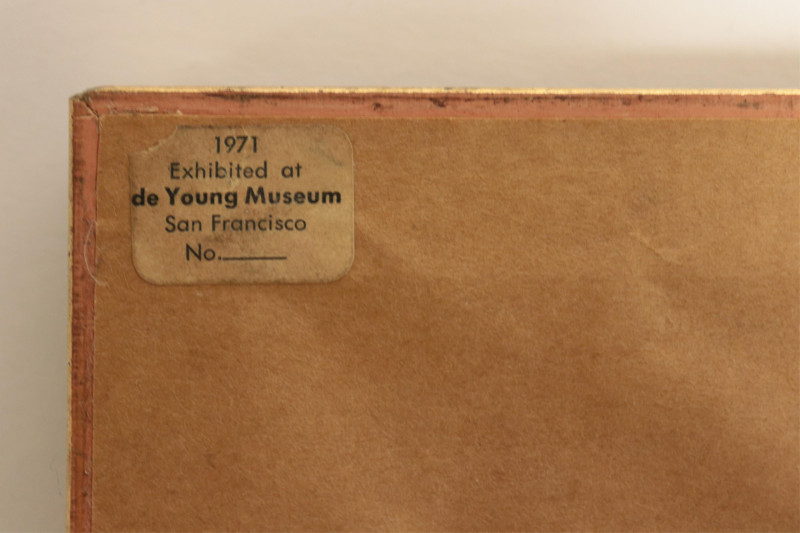 1971
Exhibited at
de Young Museum
San Francisco
No.______